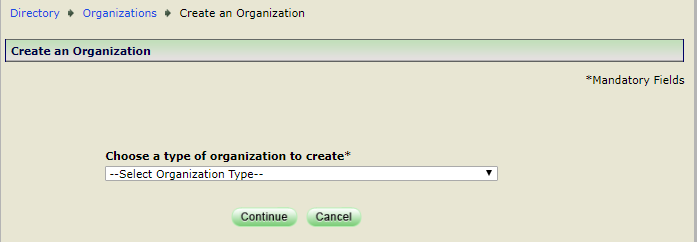 Directory Organizations Create an Organization
Create an Organization
*Mandatory Fields
Choose a type of organization to create*
--Select Organization Type--
Continue Cancel